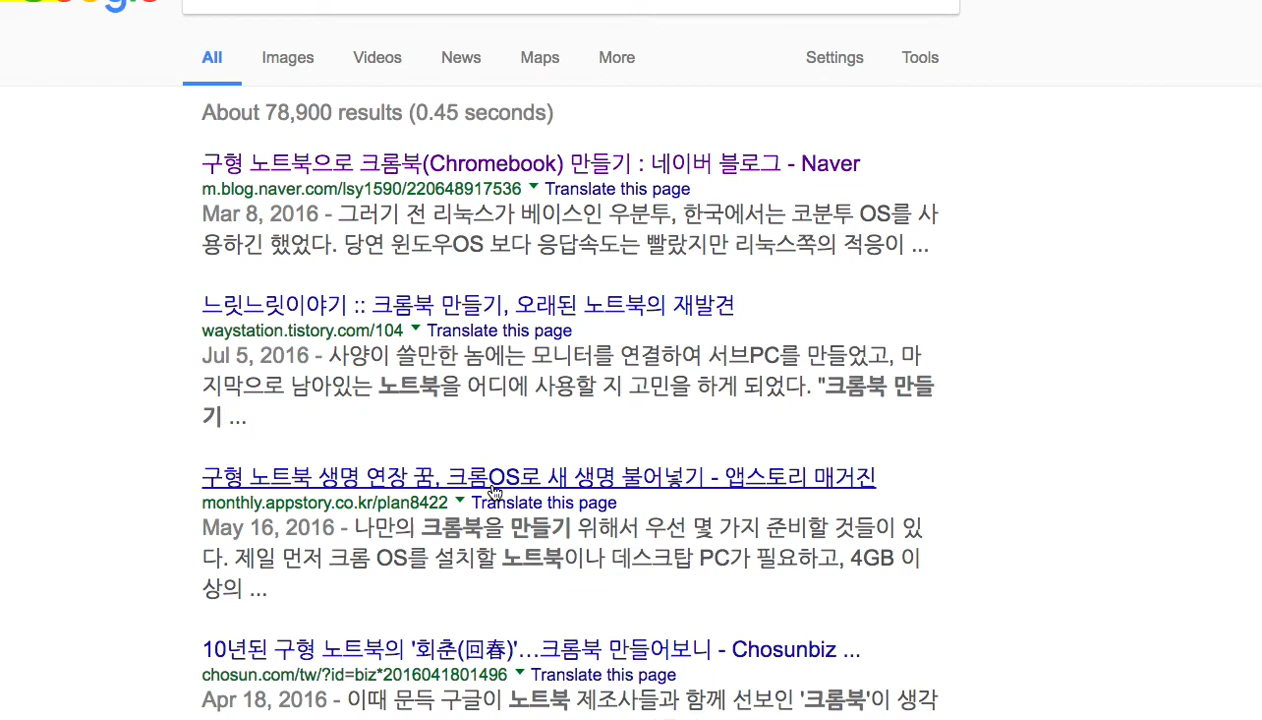 All Images Videos News Maps More Settings Tools
About 78,900 results (0.45 seconds)
구형 노트북으로 크롬북(Chromebook) 만들기 : 네이버 블로그 - Naver
m.blog.naver.com/lsy1590/220648917536 Translate this page
Mar 8, 2016 - 그러기 전 리눅스가 베이스인 우분투, 한국에서는 코분투 OS를 사
용하긴 했었다. 당연 윈도우OS 보다 응답속도는 빨랐지만 리눅스쪽의 적응이 ...
느릿느릿이야기 :: 크롬북 만들기, 오래된 노트북의 재발견
waystation.tistory.com/104 Translate this page
Jul 5, 2016 - 사양이 쓸만한 놈에는 모니터를 연결하여 서브PC를 만들었고, 마
지막으로 남아있는 노트북을 어디에 사용할 지 고민을 하게 되었다. "크롬북 만들
기 ...
구형 노트북 생명 연장 꿈, 크롬OS로 새 생명 불어넣기 - 앱스토리 매거진
monthly.appstory.co.kr/plan8422 Translate this page
May 16, 2016 - 나만의 크롬북을 만들기 위해서 우선 몇 가지 준비할 것들이 있
다. 제일 먼저 크롬 OS를 설치할 노트북이나 데스크탑 PC가 필요하고, 4GB 이
상의 ...
10년된 구형 노트북의 '회춘(回春)'…크롬북 만들어보니 - Chosunbiz ...
chosun.com/tw/?id=biz*2016041801496 Translate this page
Apr 18, 2016 - 이때 문득 구글이 노트북 제조사들과 함께 선보인 '크롬북'이 생각